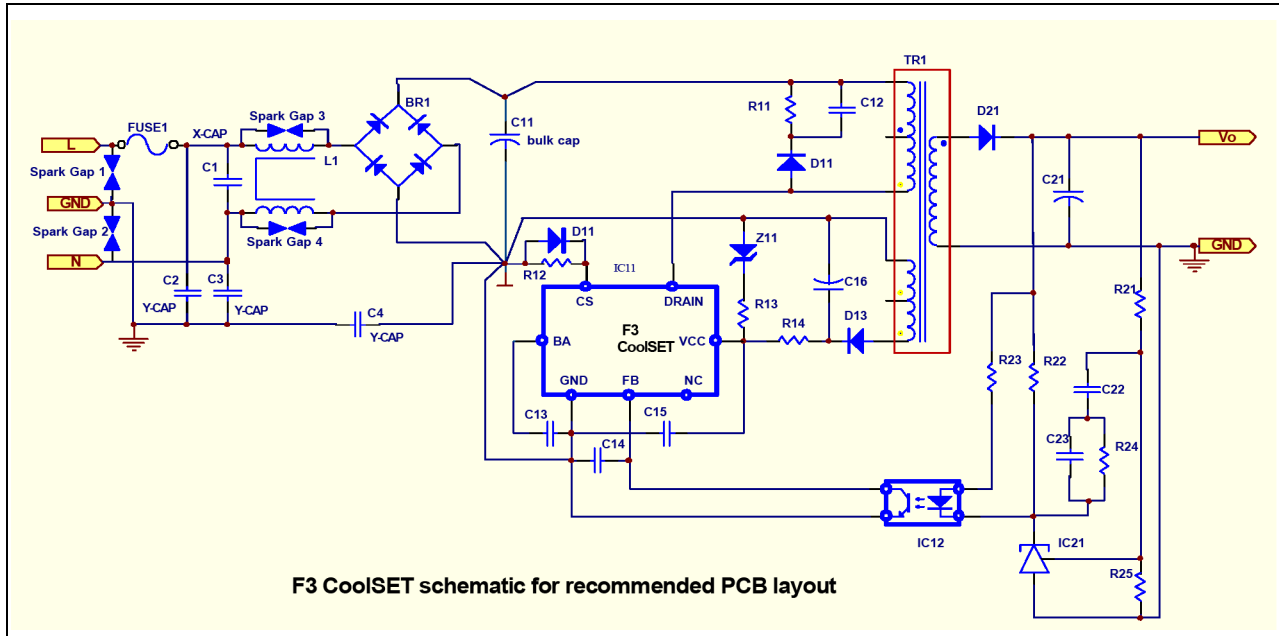 TR1
BR1
D21
Spark Gap 3
R11
C12
FUSE1
X-CAP
C11
bulk cap
L
L1
Vo
Spark Gap 1
C1
D11
C21
GND
Spark Gap 2
Spark Gap 4
D11
Z11
GND
N
R12
IC11
C2
C3
CS
DRAIN
C16
R21
Y-CAP
Y-CAP
C4
Y-CAP
F3
CoolSET
R13
R14
D13
BA
VCC
R23
R22
GND
FB
NC
C22
C13
C15
C14
C23
R24
IC12
IC21
R25
F3 CoolSET schematic for recommended PCB layout